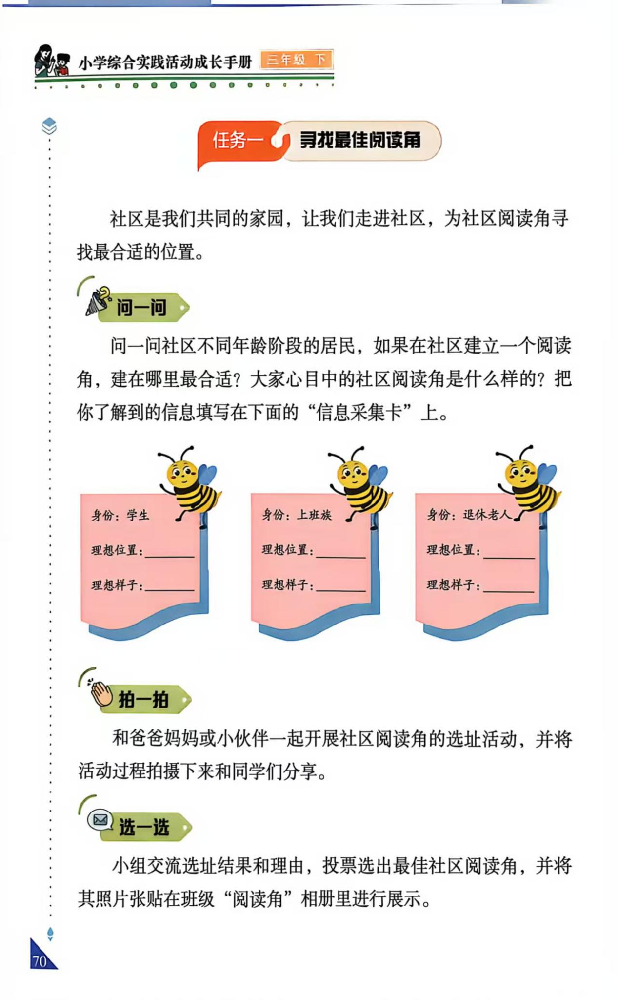 小学综合实践活动成长手册 三年级 下
任务一 寻找最佳阅读角
社区是我们共同的家园，让我们走进社区，为社区阅读角寻
找最合适的位置。
问一问
问一问社区不同年龄阶段的居民，如果在社区建立一个阅读
角，建在哪里最合适？大家心目中的社区阅读角是什么样的？把
你了解到的信息填写在下面的“信息采集卡”上。
身份：学生
理想位置：
理想样子：
身份：上班族
理想位置：
理想样子：
身份：退休老人
理想位置：
理想样子：
拍一拍
和爸爸妈妈或小伙伴一起开展社区阅读角的选址活动，并将
活动过程拍摄下来和同学们分享。
选一选
小组交流选址结果和理由，投票选出最佳社区阅读角，并将
其照片张贴在班级“阅读角”相册里进行展示。
70